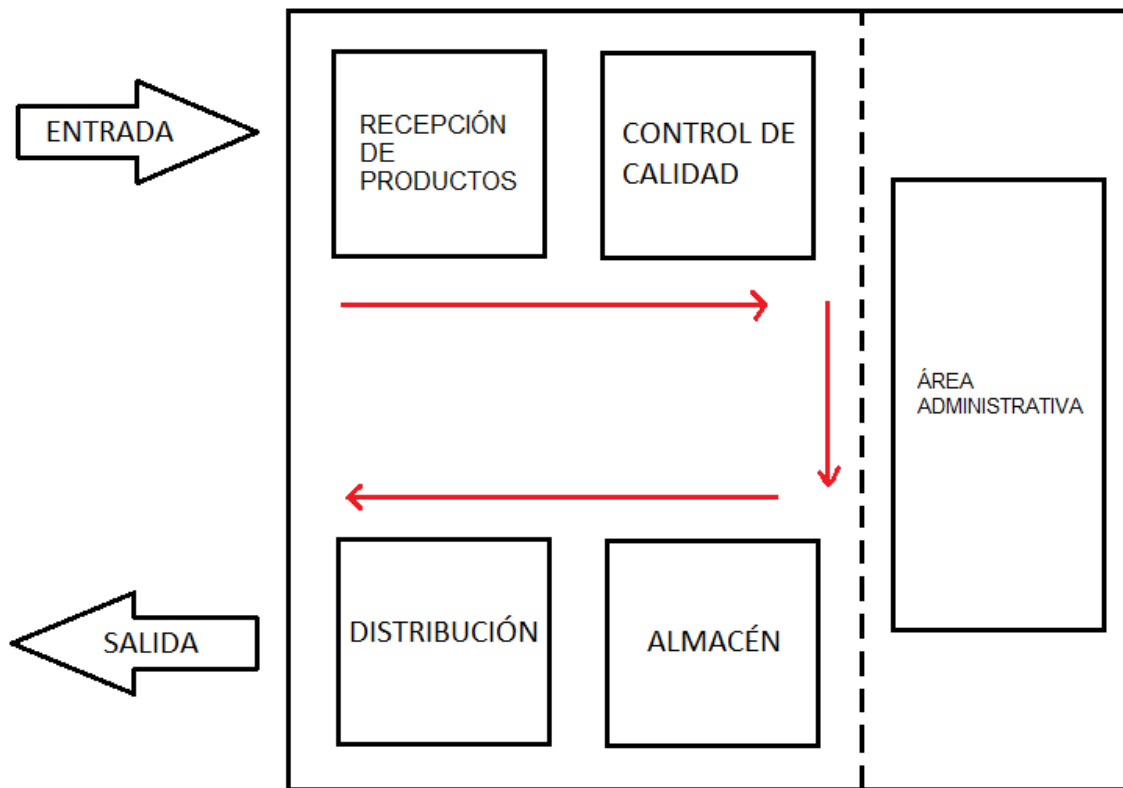 ENTRADA
RECEPCIÓN
DE
PRODUCTOS
CONTROL DE
CALIDAD
ÁREA
ADMINISTRATIVA
SALIDA
DISTRIBUCIÓN
ALMACÉN